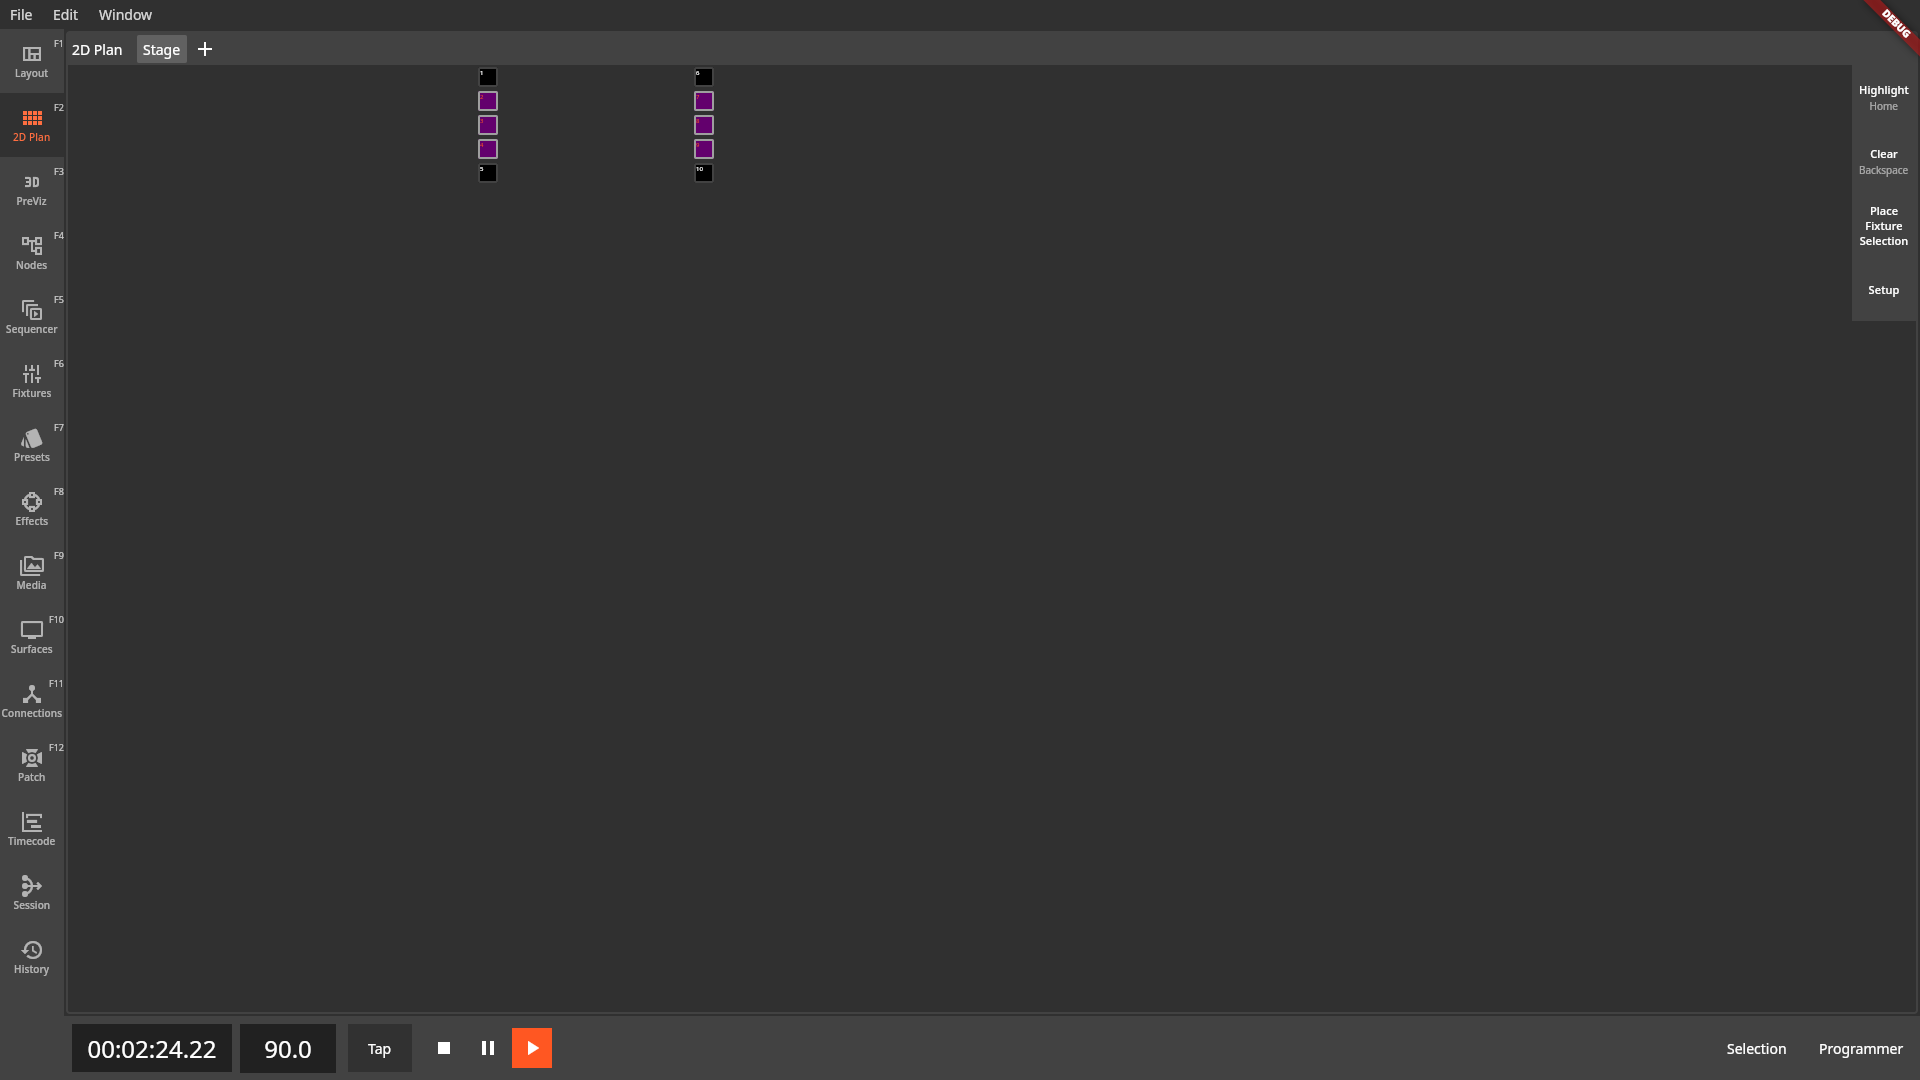 File Edit Window
DEBUG
2D Plan Stage
F1
Layout
F2
2D Plan
F3
3D
PreViz
F4
Nodes
F5
Sequencer
F6
Fixtures
F7
Presets
F8
Effects
F9
Media
F10
Surfaces
F11
Connections
F12
Patch
Timecode
Session
History
1 6
5 10
Highlight
Home
Clear
Backspace
Place
Fixture
Selection
Setup
00:02:24.22 90.0 Tap
Selection Programmer